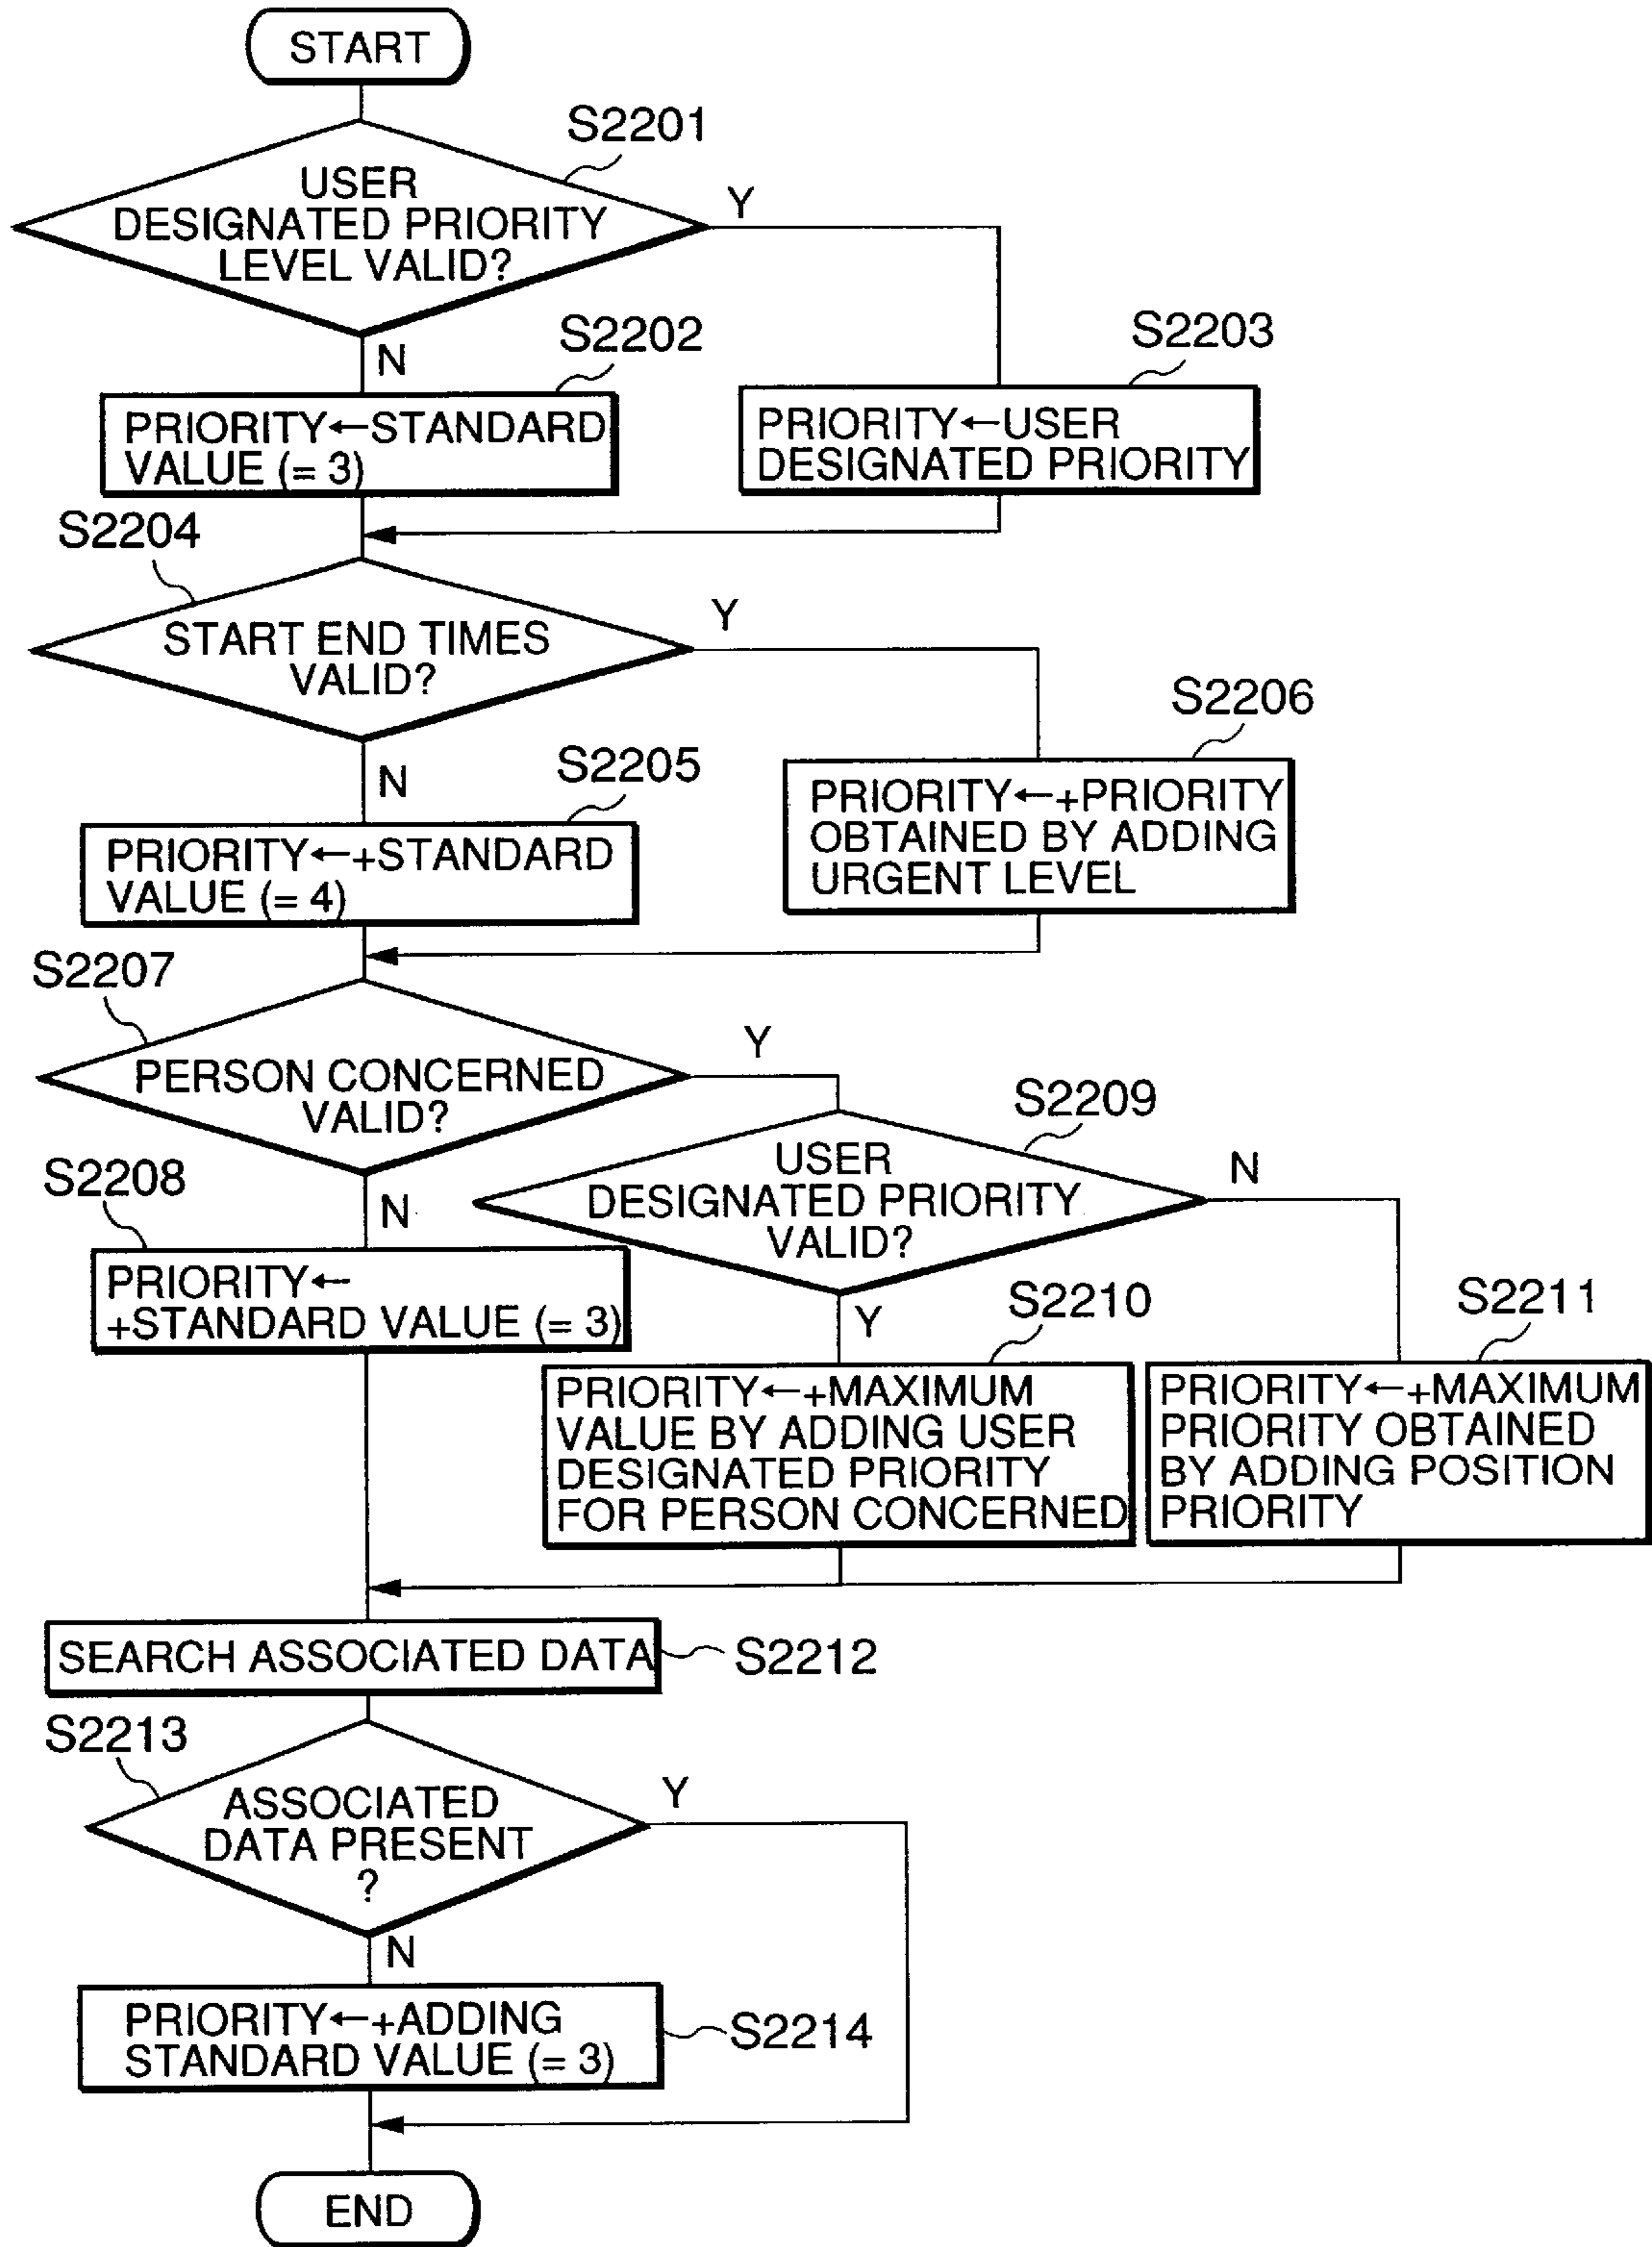 START
S2201
USER
DESIGNATED PRIORITY
LEVEL VALID?
Y
N
S2202
PRIORITY←STANDARD
VALUE (= 3)
S2203
PRIORITY←USER
DESIGNATED PRIORITY
S2204
START END TIMES
VALID?
Y
N
S2205
PRIORITY←+STANDARD
VALUE (= 4)
S2206
PRIORITY←+PRIORITY
OBTAINED BY ADDING
URGENT LEVEL
S2207
PERSON CONCERNED
VALID?
Y
N
S2208
PRIORITY←
+STANDARD VALUE (= 3)
S2209
USER
DESIGNATED PRIORITY
VALID?
N
Y
S2210
PRIORITY←+MAXIMUM
VALUE BY ADDING USER
DESIGNATED PRIORITY
FOR PERSON CONCERNED
S2211
PRIORITY←+MAXIMUM
PRIORITY OBTAINED
BY ADDING POSITION
PRIORITY
SEARCH ASSOCIATED DATA
S2212
S2213
ASSOCIATED
DATA PRESENT
?
Y
N
PRIORITY←+ADDING
STANDARD VALUE (= 3)
S2214
END